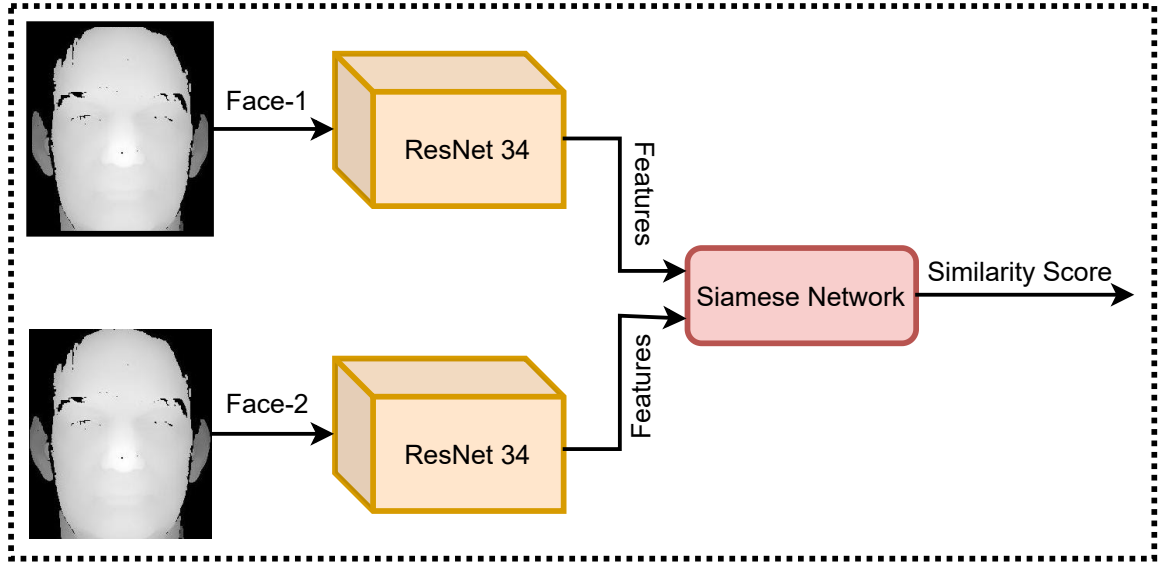 Face-1
ResNet 34
Features
Siamese Network
Similarity Score
Face-2
ResNet 34
Features